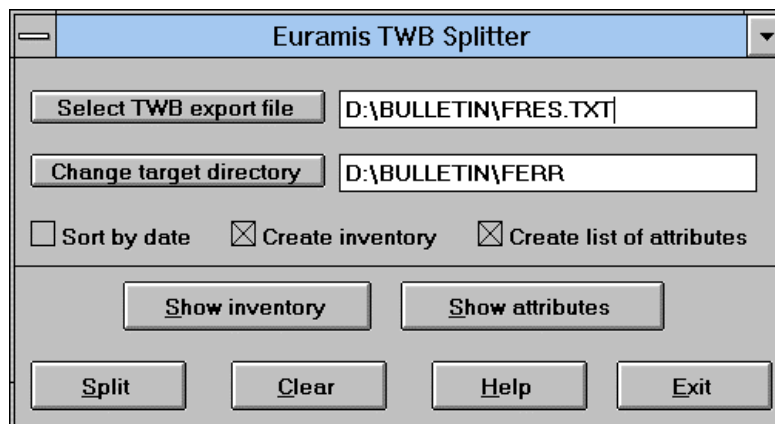 Euramis TWB Splitter
Select TWB export file D:\BULLETIN\FRES.TXT
Change target directory D:\BULLETIN\FERR
Sort by date Create inventory Create list of attributes
Show inventory Show attributes
Split Clear Help Exit